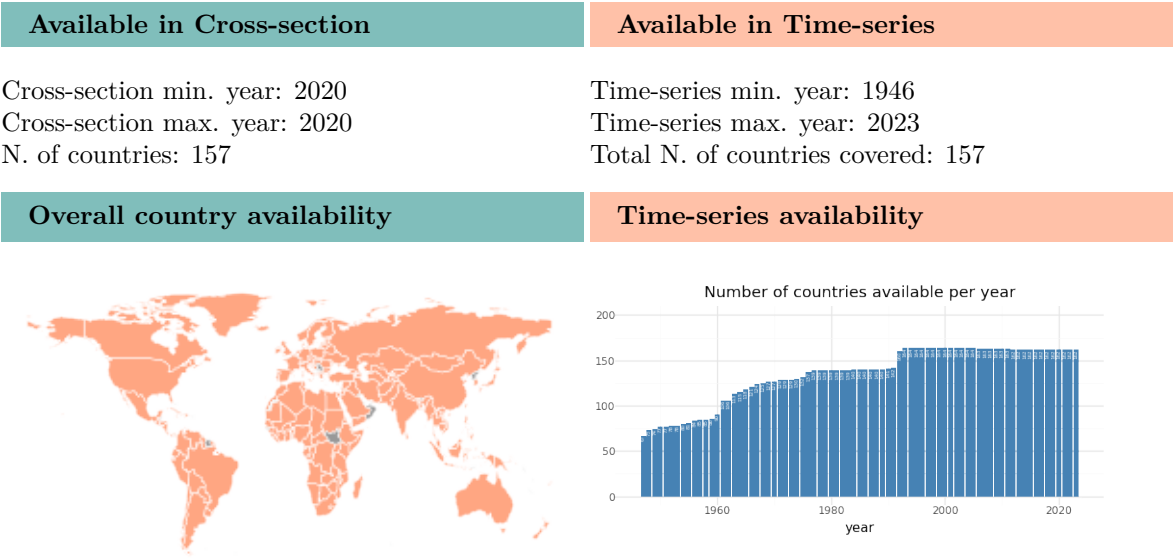 Available in Cross-section
Available in Time-series
Cross-section min. year: 2020
Cross-section max. year: 2020
N. of countries: 157
Time-series min. year: 1946
Time-series max. year: 2023
Total N. of countries covered: 157
Overall country availability
Time-series availability
Number of countries available per year
200
150
100
50
0
1960
1980
2000
2020
year